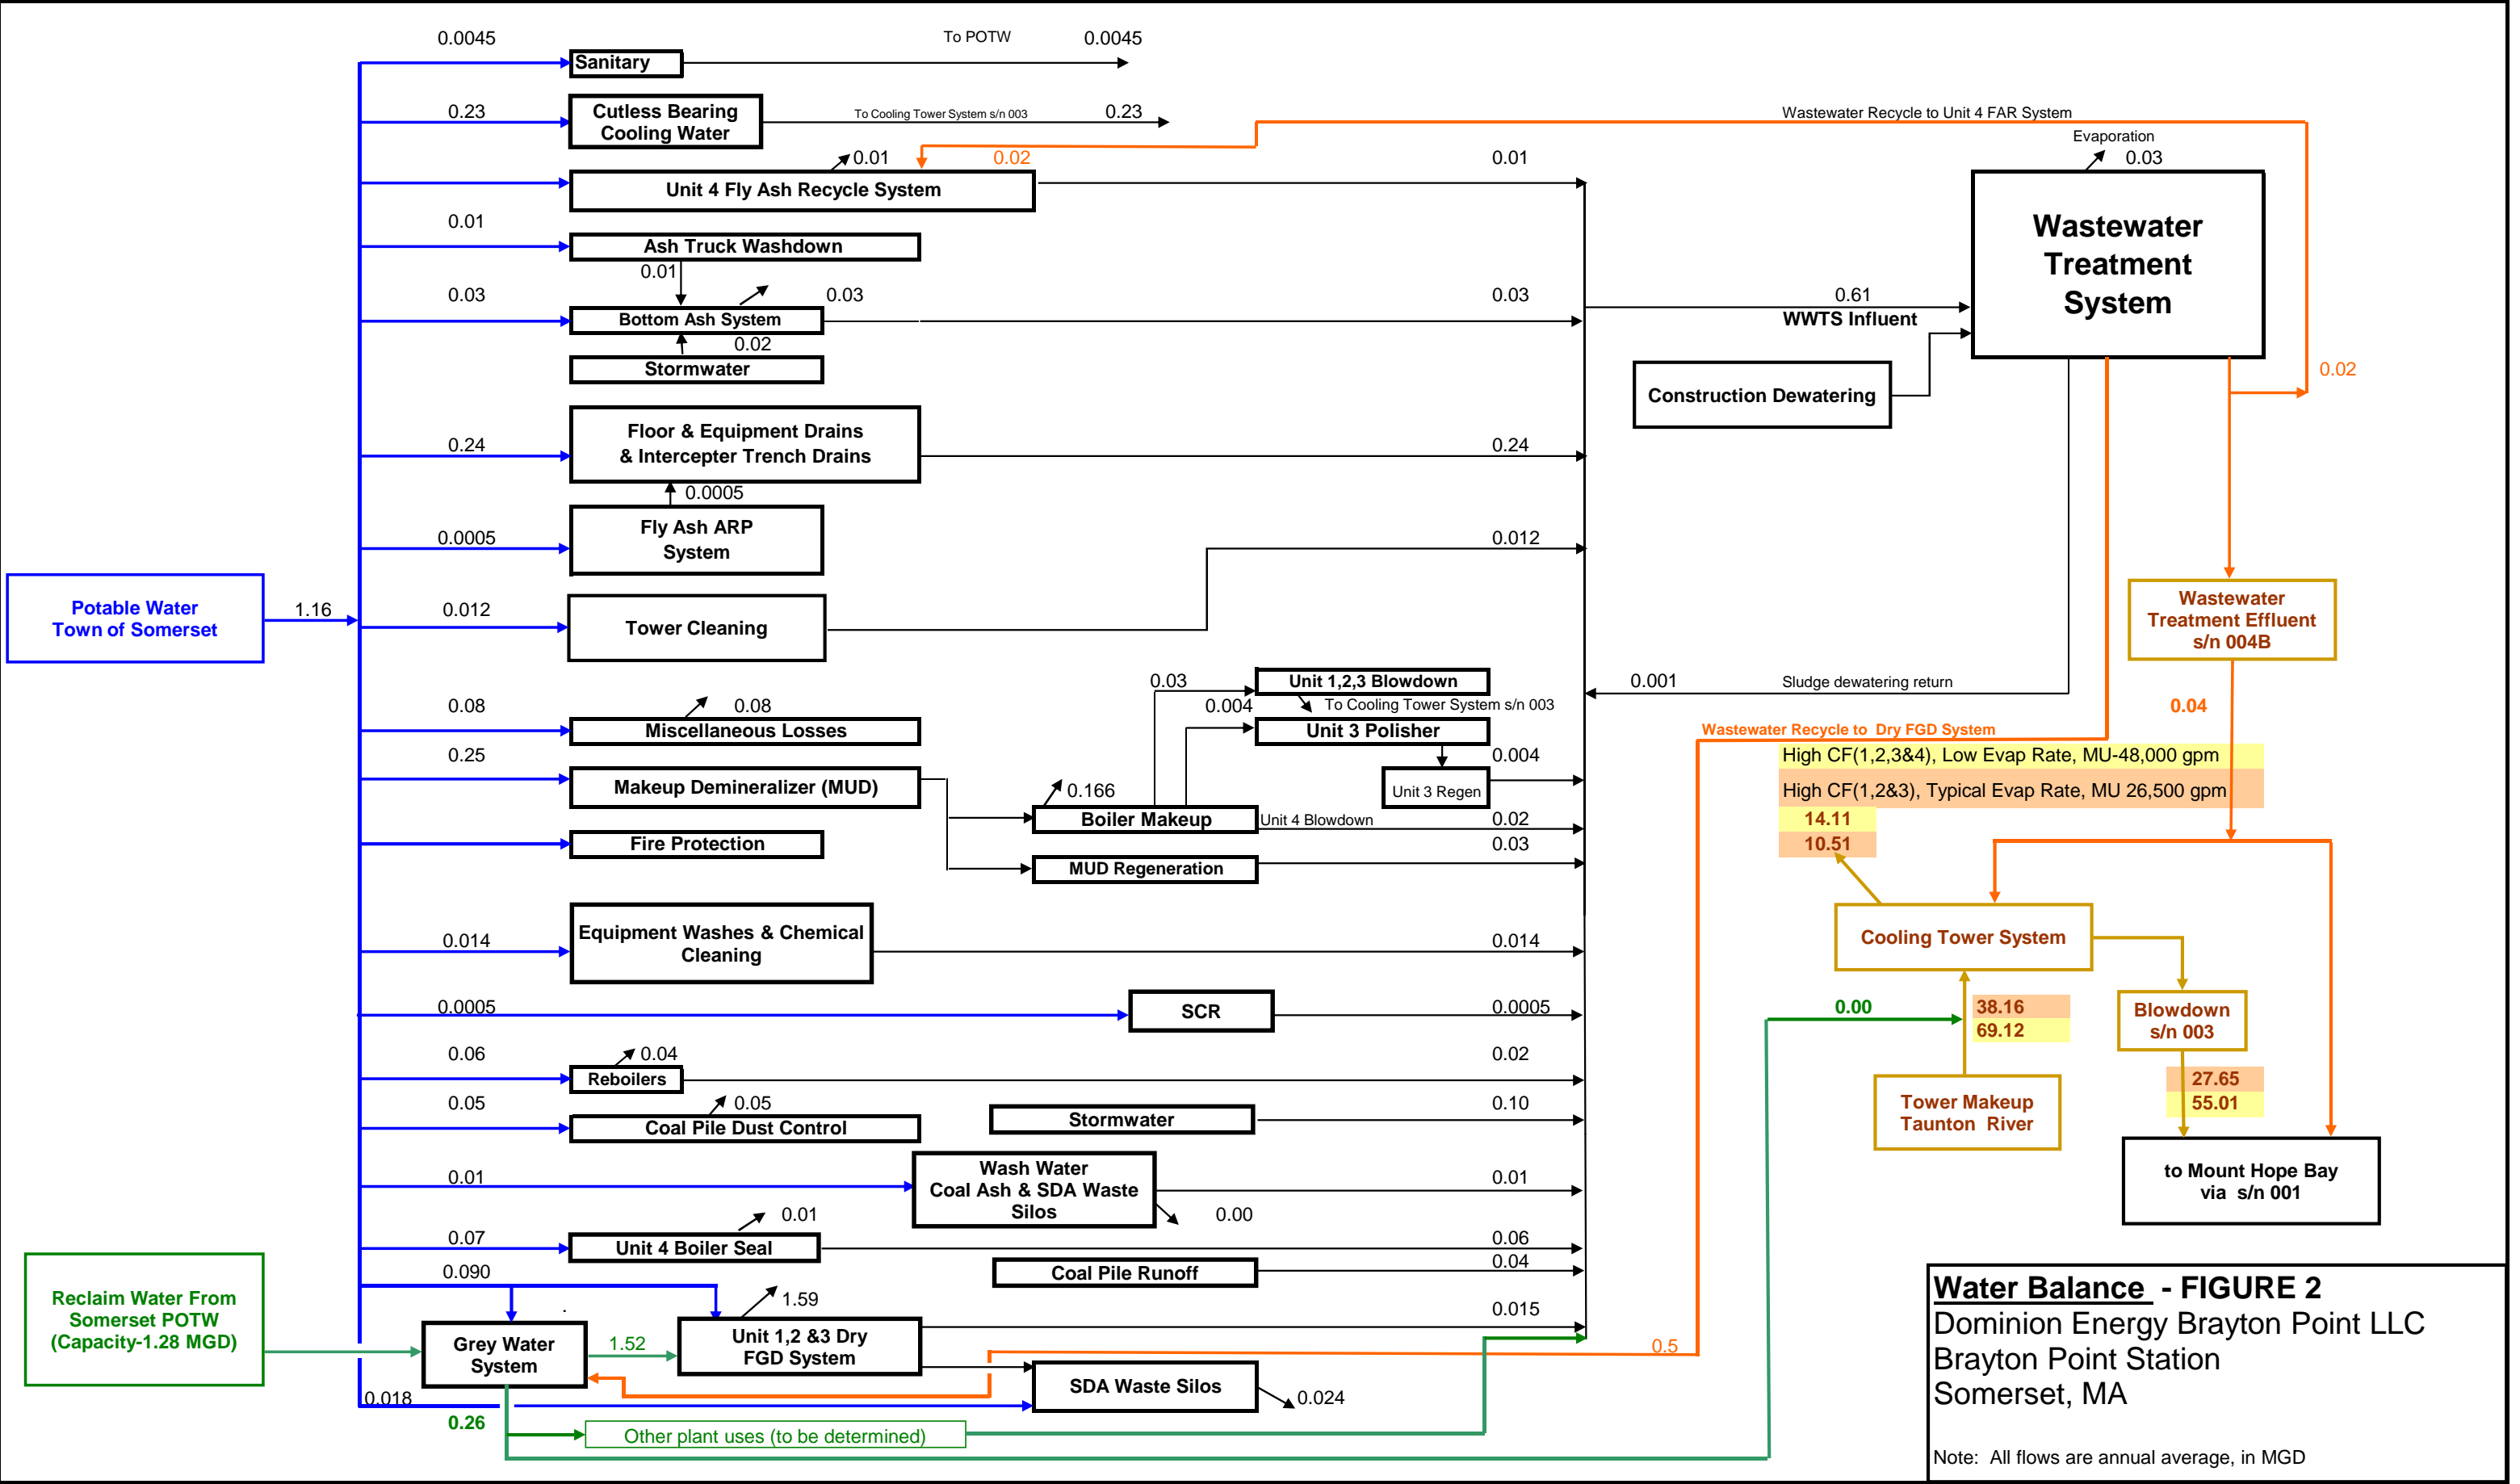 0.0045
To POTW
0.0045
Sanitary
0.23
Cutless Bearing
Cooling Water
To Cooling Tower System s/n 003
0.23
Wastewater Recycle to Unit 4 FAR System
Evaporation
0.03
0.01
0.02
0.01
Unit 4 Fly Ash Recycle System
Wastewater
Treatment
System
0.01
Ash Truck Washdown
0.01
0.03
0.03
0.03
Bottom Ash System
0.61
WWTS Influent
0.02
Stormwater
Construction Dewatering
0.02
0.24
Floor & Equipment Drains
& Intercepter Trench Drains
0.24
0.0005
0.0005
Fly Ash ARP
System
0.012
Potable Water
Town of Somerset
1.16
0.012
Tower Cleaning
Wastewater
Treatment Effluent
s/n 004B
0.03
Unit 1,2,3 Blowdown
0.001
Sludge dewatering return
0.08
0.08
0.004
To Cooling Tower System s/n 003
0.04
Miscellaneous Losses
Unit 3 Polisher
Wastewater Recycle to  Dry FGD System
0.25
0.004
High CF(1,2,3&4), Low Evap Rate, MU-48,000 gpm
Makeup Demineralizer (MUD)
0.166
Unit 3 Regen
High CF(1,2&3), Typical Evap Rate, MU 26,500 gpm
Boiler Makeup
Unit 4 Blowdown
0.02
14.11
Fire Protection
0.03
10.51
MUD Regeneration
0.014
Equipment Washes & Chemical
Cleaning
0.014
Cooling Tower System
0.0005
SCR
0.0005
0.00
38.16
69.12
Blowdown
s/n 003
0.06
0.04
0.02
Reboilers
27.65
55.01
0.05
0.05
0.10
Coal Pile Dust Control
Stormwater
Tower Makeup
Taunton  River
0.01
Wash Water
Coal Ash & SDA Waste
Silos
0.01
0.00
to Mount Hope Bay
via  s/n 001
0.07
0.01
0.06
Unit 4 Boiler Seal
0.04
Coal Pile Runoff
0.090
Reclaim Water From
Somerset POTW
(Capacity-1.28 MGD)
.
1.59
0.015
Grey Water
System
1.52
Unit 1,2 &3 Dry
FGD System
0.5
0.018
SDA Waste Silos
0.024
0.26
Other plant uses (to be determined)
Water Balance  - FIGURE 2
Dominion Energy Brayton Point LLC
Brayton Point Station
Somerset, MA
Note:  All flows are annual average, in MGD